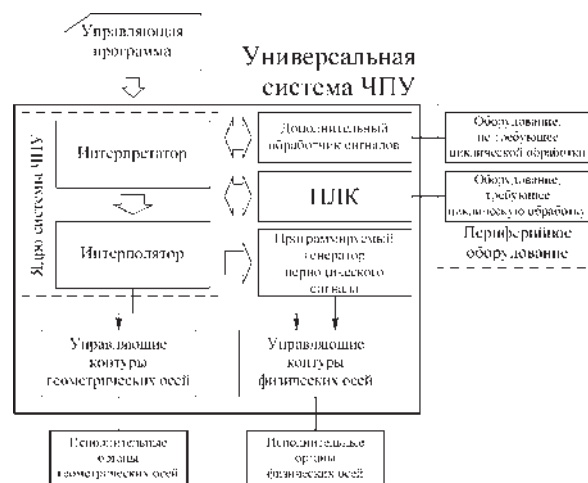 Управляющая
программа
Универсальная
система ЧПУ
Ядро системы ЧПУ
Интерпретатор
Дополнительный
обработчик сигналов
Оборудование,
не требующее
циклической обработки
ПЛК
Оборудование,
требующее
циклическую обработку
Интерполятор
Программируемый
генератор
периодического
сигнала
Периферийное
оборудование
Управляющие
контуры
геометрических осей
Управляющие
контуры
физических осей
Исполнительные
органы
геометрических осей
Исполнительные
органы
физических осей